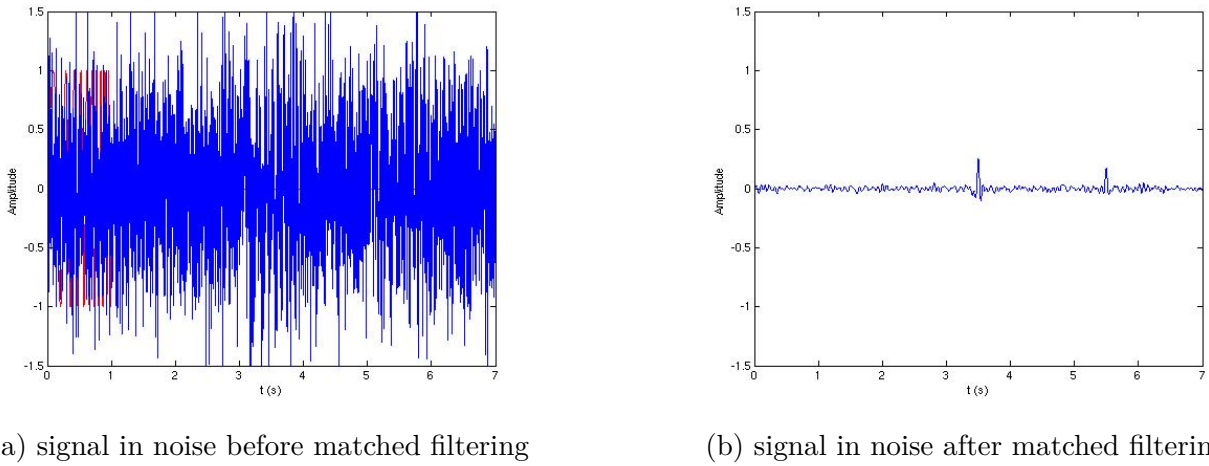 1.5
1
0.5
0
-0.5
-1
-1.5
Amplitude
0 1 2 3 4 5 6 7
t (s)
1.5
1
0.5
0
-0.5
-1
-1.5
Amplitude
0 1 2 3 4 5 6 7
t (s)
a) signal in noise before matched filtering
(b) signal in noise after matched filterin